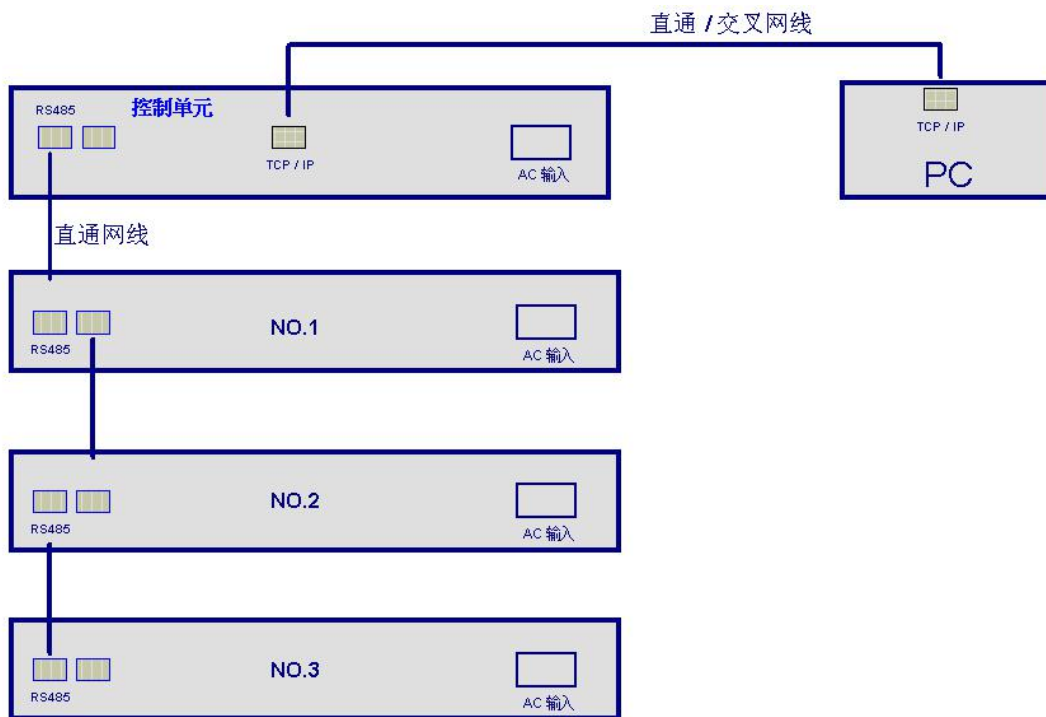 直通 / 交叉网线
RS485
控制单元
TCP / IP
AC 输入
TCP / IP
PC
直通网线
RS485
NO.1
AC 输入
RS485
NO.2
AC 输入
RS485
NO.3
AC 输入